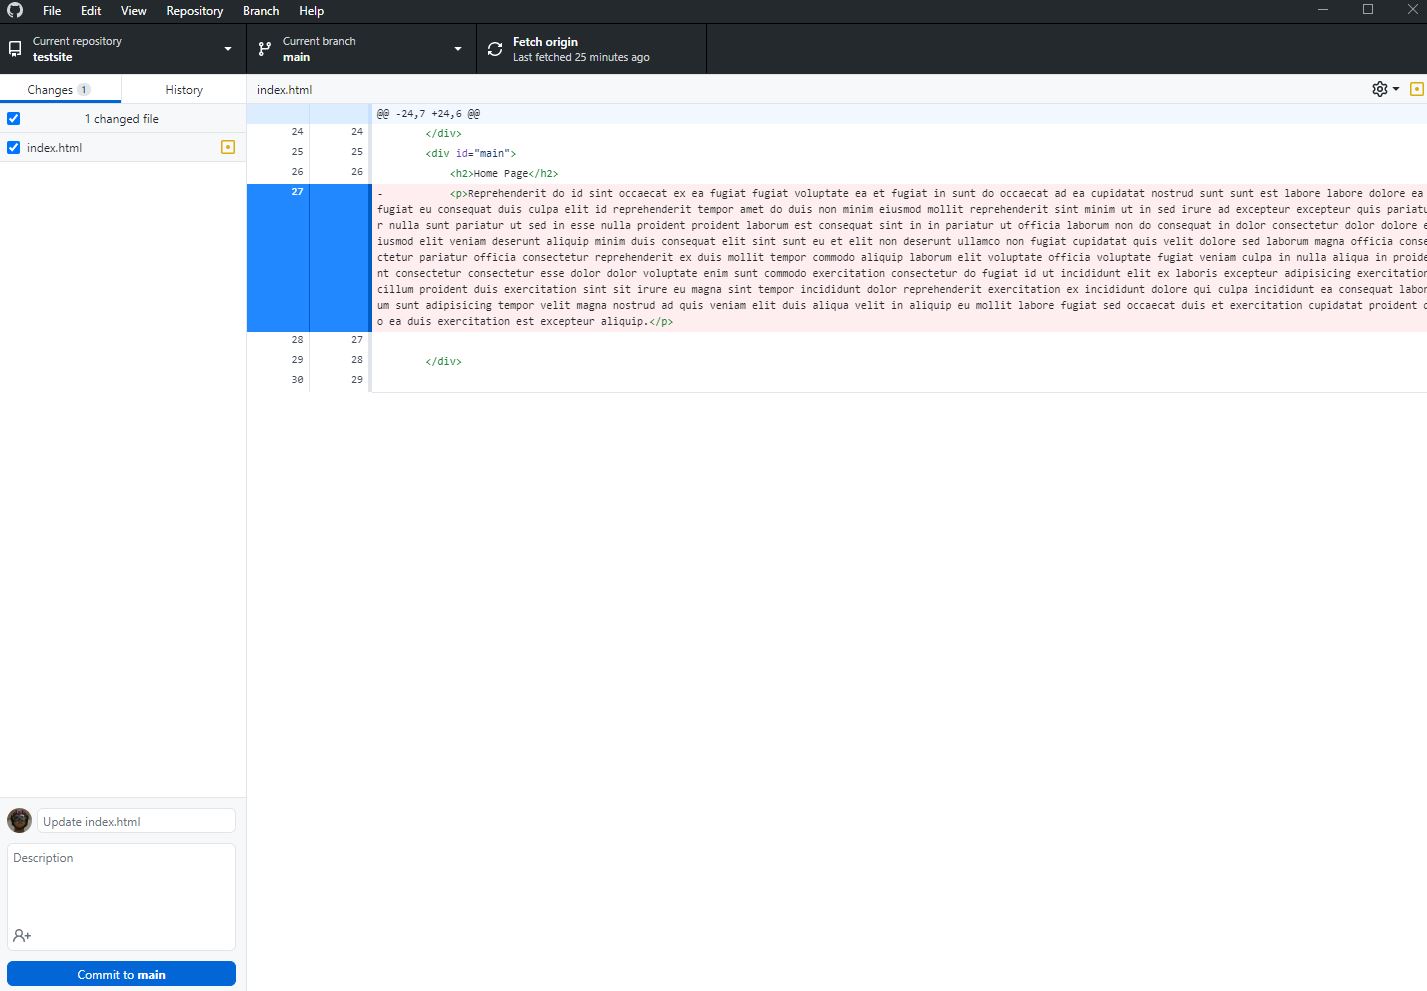 File Edit View Repository Branch Help
Current repository
testsite
Current branch
main
Fetch origin
Last fetched 25 minutes ago
Changes 1 History
index.html
1 changed file
index.html
@@ -24,7 +24,6 @@
24 24 </div>
25 25 <div id="main">
26 26 <h2>Home Page</h2>
27 - <p>Reprehenderit do id sint occaecat ex ea fugiat fugiat voluptate ea et fugiat in sunt do occaecat ad ea cupidatat nostrud sunt sunt est labore labore dolore ea
fugiat eu consequat duis culpa elit id reprehenderit tempor amet do duis non minim eiusmod mollit reprehenderit sint minim ut in sed irure ad excepteur excepteur quis pariatu
r nulla sunt pariatur ut sed in esse nulla proident proident laborum est consequat sint in in pariatur ut officia laborum non do consequat in dolor consectetur dolor dolore e
iusmod elit veniam deserunt aliquip minim duis consequat elit sint sunt eu et elit non deserunt ullamco non fugiat cupidatat quis velit dolore sed laborum magna officia conse
ctetur pariatur officia consectetur reprehenderit ex duis mollit tempor commodo aliquip laborum elit voluptate officia voluptate fugiat veniam culpa in nulla aliqua in proide
nt consectetur consectetur esse dolor dolor voluptate enim sunt commodo exercitation consectetur do fugiat id ut incididunt elit ex laboris excepteur adipisicing exercitation
cillum proident duis exercitation sint sit irure eu magna sint tempor incididunt dolor reprehenderit exercitation ex incididunt dolore qui culpa incididunt ea consequat labor
um sunt adipisicing tempor velit magna nostrud ad quis veniam elit duis aliqua velit in aliquip eu mollit labore fugiat sed occaecat duis et exercitation cupidatat proident d
o ea duis exercitation est excepteur aliquip.</p>
28 27
29 28 </div>
30 29
Update index.html
Description
Commit to main